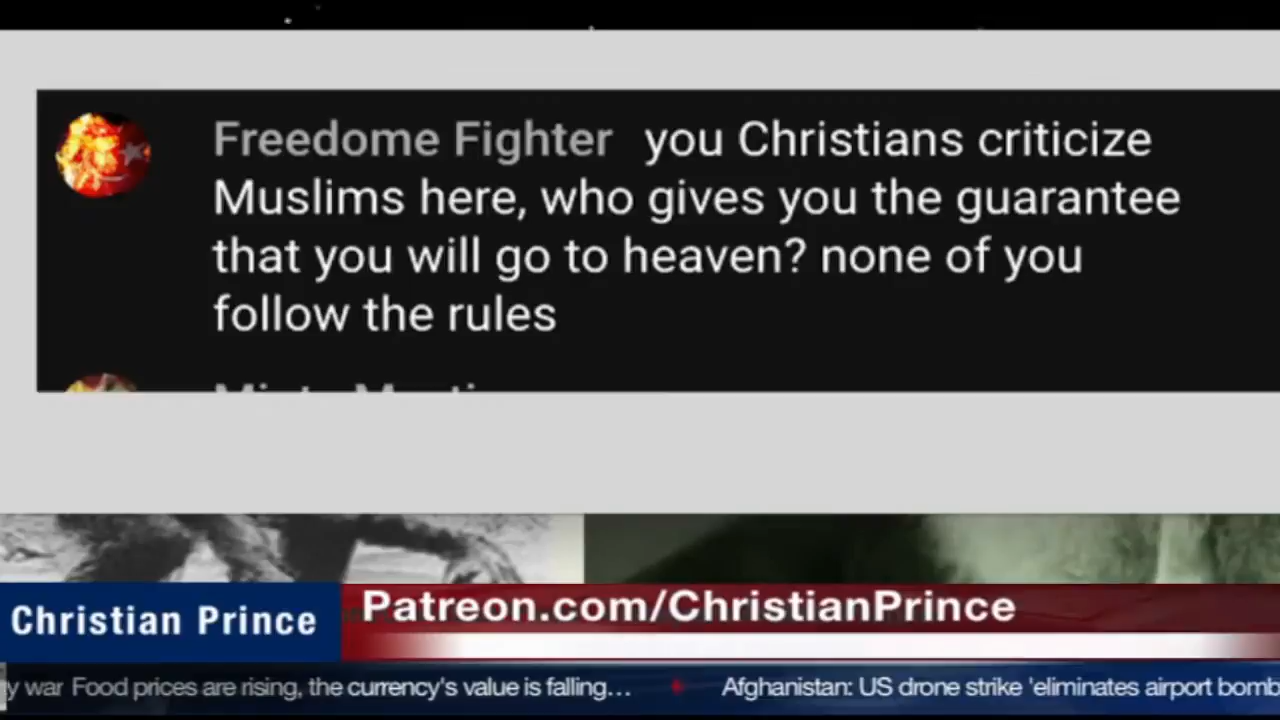 Freedome Fighter you Christians criticize
Muslims here, who gives you the guarantee
that you will go to heaven? none of you
follow the rules
Christian Prince
Patreon.com/ChristianPrince
y war Food prices are rising, the currency's value is falling... Afghanistan: US drone strike 'eliminates airport bomb